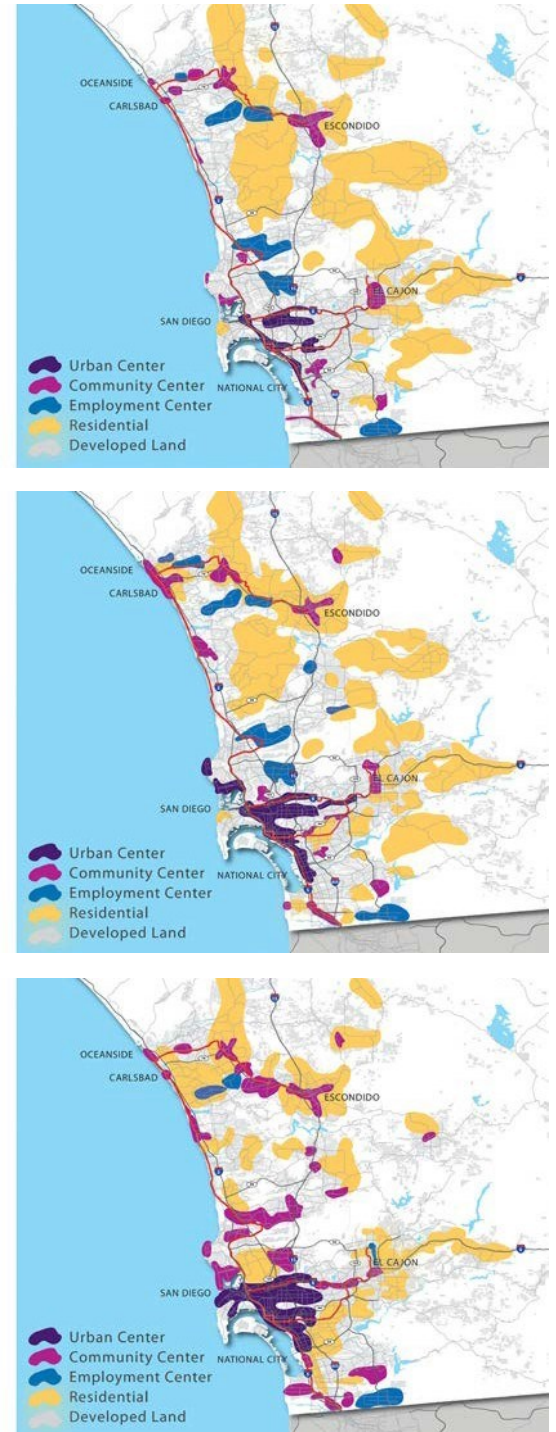 OCEANSIDE
CARLSBAD
ESCONDIDO
EL CAJON
SAN DIEGO
NATIONAL CITY
Urban Center
Community Center
Employment Center
Residential
Developed Land
OCEANSIDE
CARLSBAD
ESCONDIDO
EL CAJON
SAN DIEGO
NATIONAL CITY
Urban Center
Community Center
Employment Center
Residential
Developed Land
OCEANSIDE
CARLSBAD
ESCONDIDO
EL CAJON
SAN DIEGO
NATIONAL CITY
Urban Center
Community Center
Employment Center
Residential
Developed Land